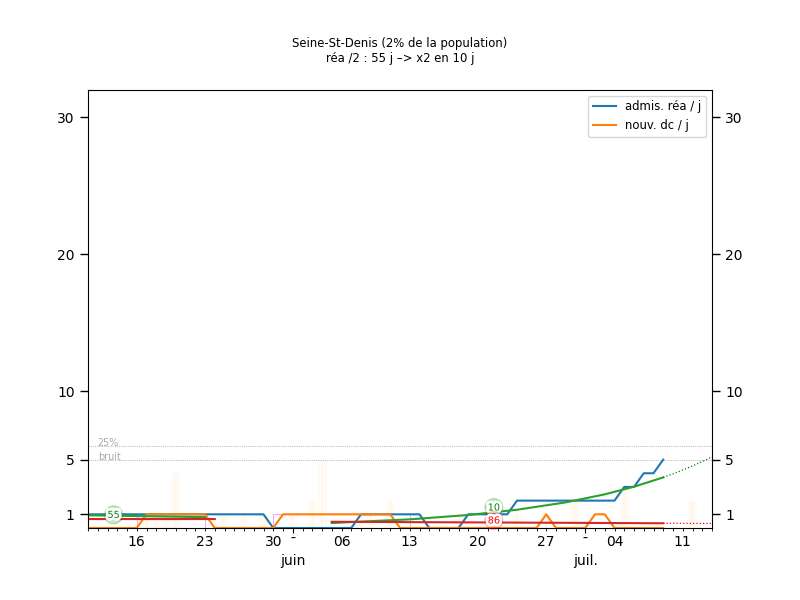 Seine-St-Denis (2% de la population)
réa /2 : 55 j –> x2 en 10 j
admis. réa / j
nouv. dc / j
30 30
20 20
10 10
25%
bruit
5 5
1 1
55
10
86
16 23 30 - 06 13 20 27 - 04 11
juin juil.